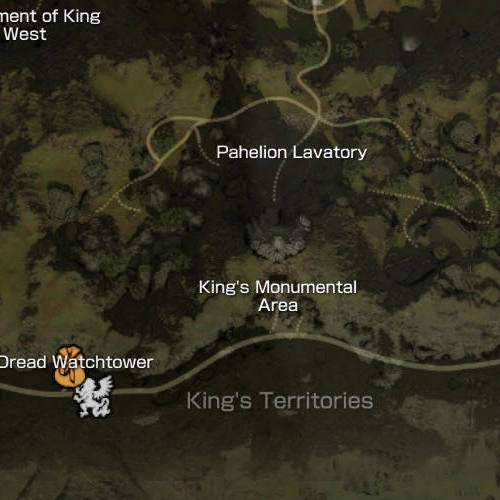 ment of King
West
Pahelion Lavatory
King's Monumental
Area
Dread Watchtower
King's Territories